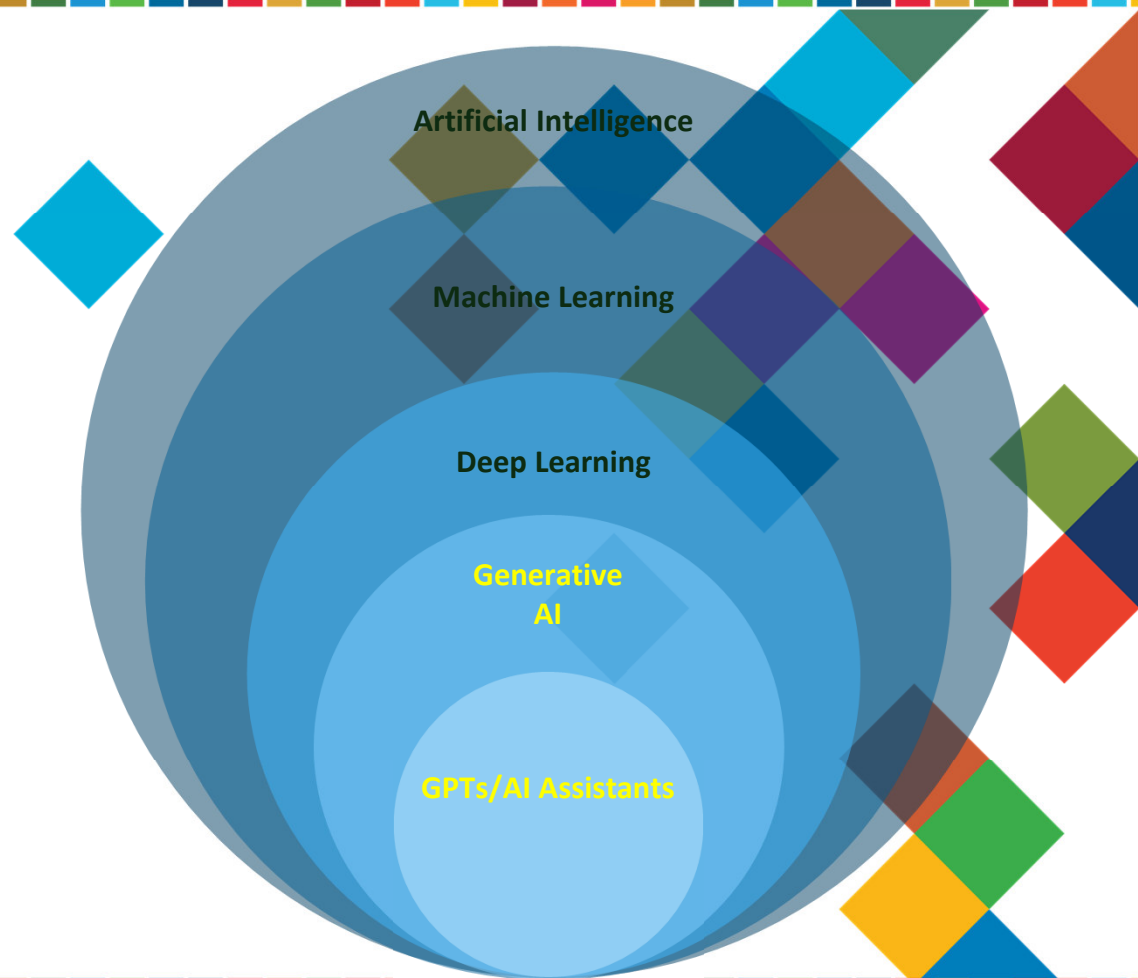 Artificial Intelligence
Machine Learning
Deep Learning
Generative
AI
GPTs/AI Assistants